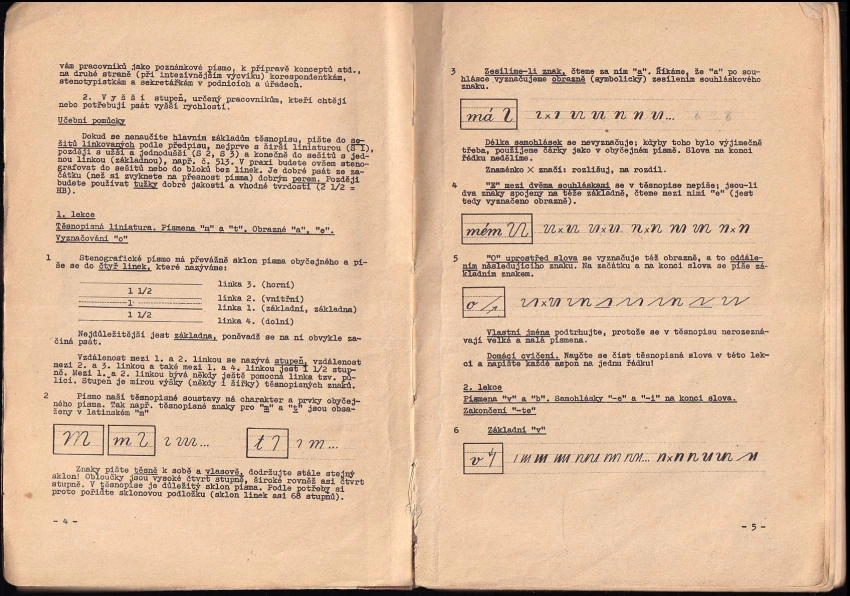 vám pracovníků jako poznámkové písmo, k přípravě konceptů atd.,
na druhé straně (při intezivnějším výcviku) korespondentkám,
stenotypistkám a sekretářkám v podnicích a úřadech.
2. V y š š í stupeň, určený pracovníkům, kteří chtějí
nebo potřebují psát vyšší rychlostí.
Učební pomůcky
Dokud se nenaučíte hlavním základům těsnopisu, pište do se-
šitů linkovaných podle předpisu, nejprve s širší liniaturou (Š 1),
později s užší a jednodušší (Š 2, Š 3) a konečně do sešitů s jed-
nou linkou (základnou), např. č. 513. V praxi budete ovšem steno-
grafovat do sešitů nebo do bloků bez linek. Je dobré psát ze za-
čátku (než si zvyknete na přesnost písma) dobrým perem. Později
budete používat tužky dobré jakosti a vhodné tvrdosti (2 1/2 =
HB).
1. lekce
Těsnopisná liniatura. Písmena "m" a "t". Obrazné "a", "e".
Vyznačování "o"
1 Stenografické písmo má převážně sklon písma obyčejného a pí-
še se do čtyř linek, které nazýváme:
linka 3. (horní)
1 1/2
linka 2. (vnitřní)
1
linka 1. (základní, základna)
1 1/2
linka 4. (dolní)
Nejdůležitější jest základna, poněvadž se na ni obvykle za-
číná psát.
Vzdálenost mezi 1. a 2. linkou se nazývá stupeň, vzdálenost
mezi 2. a 3. linkou a také mezi 1. a 4. linkou jest 1 1/2 stup-
ně. Mezi 1. a 2. linkou bývá někdy ještě pomocná linka tzv. pů-
lící. Stupeň je mírou výšky (někdy i šířky) těsnopisných znaků.
2 Písmo naší těsnopisné soustavy má charakter a prvky obyčej-
ného písma. Tak např. těsnopisné znaky pro "m" a "t" jsou obsa-
ženy v latinském "m"
m
m
t
Znaky pište těsně k sobě a vlasově, dodržujte stále stejný
sklon! Obloučky jsou vysoké čtvrt stupně, široké rovněž asi čtvrt
stupně. V těsnopise je důležitý sklon písma. Podle potřeby si
proto pořiďte sklonovou podložku (sklon linek asi 68 stupňů).
- 4 -
3 Zesílíme-li znak, čteme za ním "a". Říkáme, že "a" po sou-
hlásce vyznačujeme obrazně (symbolicky) zesílením souhláskového
znaku.
má
Délka samohlásek se nevyznačuje; kdyby toho bylo výjimečně
třeba, použijeme čárky jako v obyčejném písmě. Slova na konci
řádku nedělíme.
Znaménko × značí: rozlišuj, na rozdíl.
4 "E" mezi dvěma souhláskami se v těsnopise nepíše; jsou-li
dva znaky spojeny na téže základně, čteme mezi nimi "e" (jest
tedy vyznačeno obrazně).
mém
5 "O" uprostřed slova se vyznačuje též obrazně, a to oddále-
ním následujícího znaku. Na začátku a na konci slova se píše zá-
kladním znakem.
o
Vlastní jména podtrhujte, protože se v těsnopisu nerozezná-
vají velká a malá písmena.
Domácí cvičení. Naučte se číst těsnopisná slova v této lek-
ci a napište každé aspoň na jednu řádku!
2. lekce
Písmena "v" a "b". Samohlásky "-e" a "-i" na konci slova.
Zakončení "-te"
6 Základní "v"
v
- 5 -